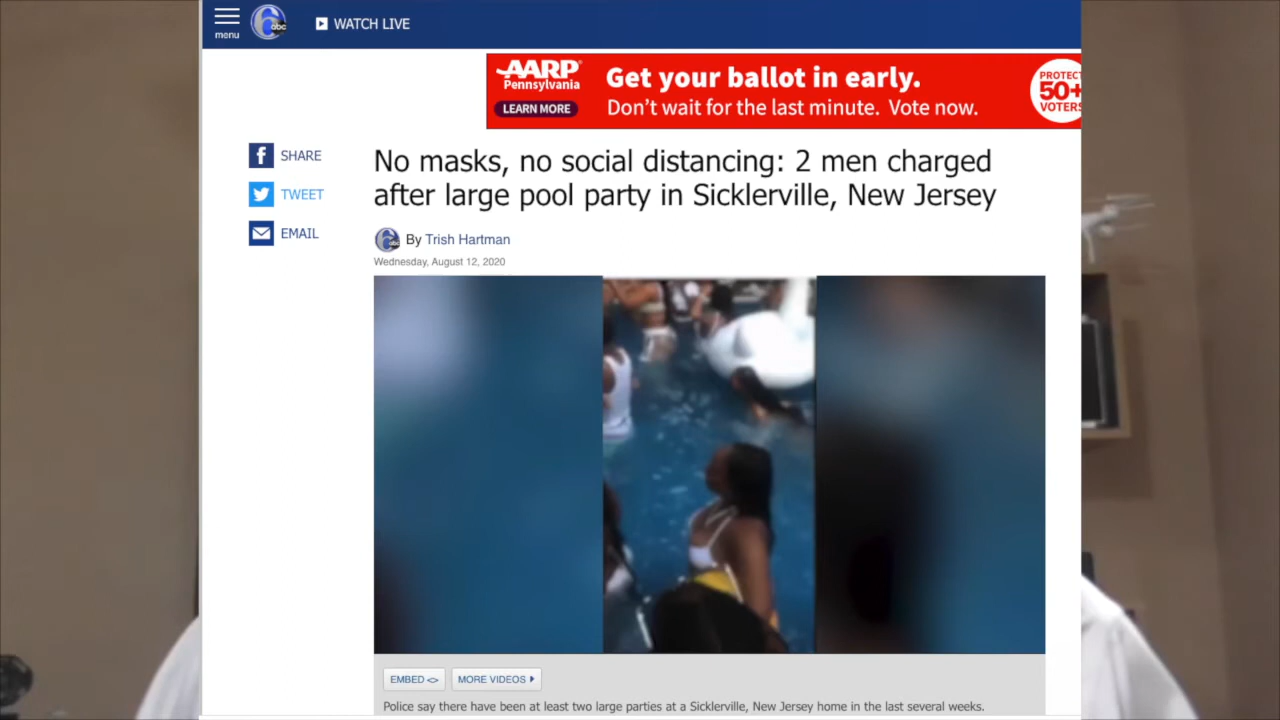 menu
abc
WATCH LIVE
AARP
Pennsylvania
LEARN MORE
Get your ballot in early.
Don't wait for the last minute. Vote now.
PROTECT
50+
VOTERS
SHARE
TWEET
EMAIL
No masks, no social distancing: 2 men charged
after large pool party in Sicklerville, New Jersey
abc
By Trish Hartman
Wednesday, August 12, 2020
EMBED <>
MORE VIDEOS
Police say there have been at least two large parties at a Sicklerville, New Jersey home in the last several weeks.